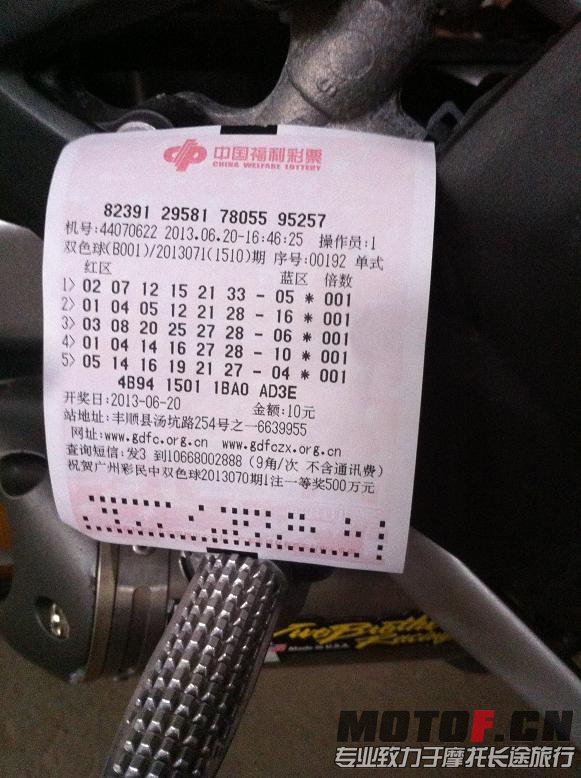 中国福利彩票
CHINA WELFARE LOTTERY
82391 29581 78055 95257
机号:44070622 2013.06.20-16:46:25 操作员:1
双色球(B001)/2013071(1510)期 序号:00192 单式
红区 蓝区 倍数
1> 02 07 12 15 21 33 - 05 * 001
2> 01 04 05 12 21 28 - 16 * 001
3> 03 08 20 25 27 28 - 06 * 001
4> 01 04 14 16 27 28 - 10 * 001
5> 05 14 16 19 21 27 - 04 * 001
4B94 1501 1BA0 AD3E
开奖日:2013-06-20 金额:10元
站地址:丰顺县汤坑路254号之一6639955
网址:www.gdfc.org.cn www.gdfczx.org.cn
查询短信:发3 到10668002888 (9角/次 不含通讯费)
祝贺广州彩民中双色球2013070期1注一等奖500万元
Two Brothers
Racing
Made in U.S.A.
MOTOF.CN
专业致力于摩托长途旅行